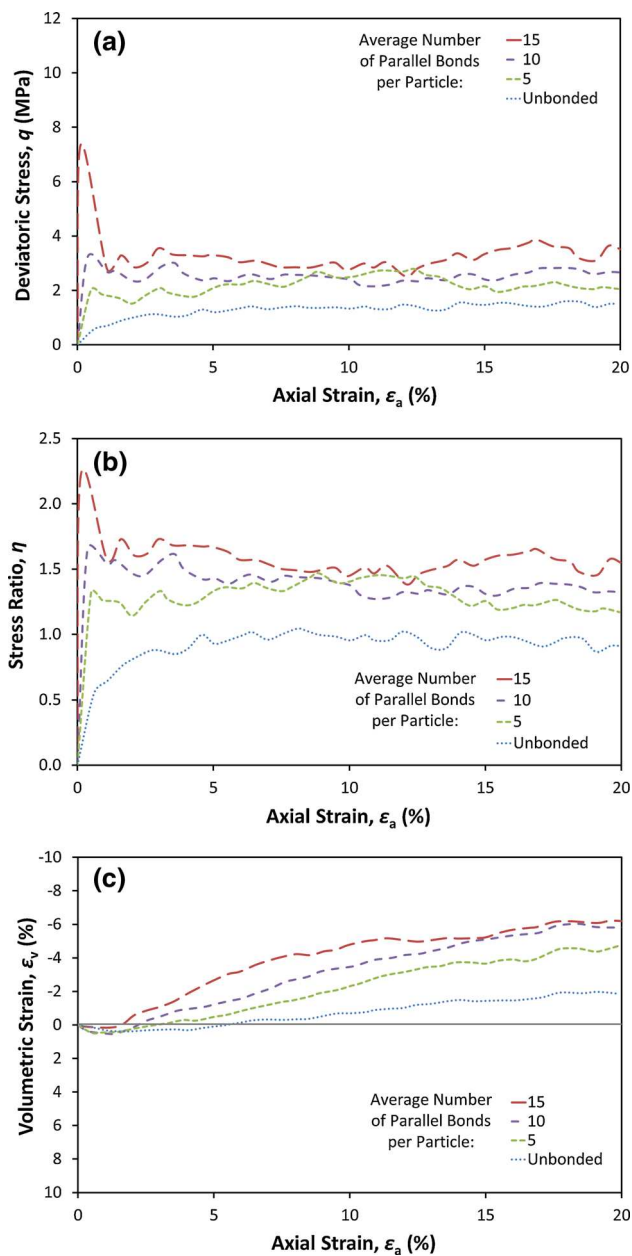 (a)
Average Number
of Parallel Bonds
per Particle:
15
10
5
Unbonded
12
10
8
6
4
2
0
Deviatoric Stress, q (MPa)
0 5 10 15 20
Axial Strain, εa (%)
(b)
2.5
2.0
1.5
1.0
0.5
0.0
Stress Ratio, η
Average Number
of Parallel Bonds
per Particle:
15
10
5
Unbonded
0 5 10 15 20
Axial Strain, εa (%)
(c)
-10
-8
-6
-4
-2
0
2
4
6
8
10
Volumetric Strain, εv (%)
Average Number
of Parallel Bonds
per Particle:
15
10
5
Unbonded
0 5 10 15 20
Axial Strain, εa (%)